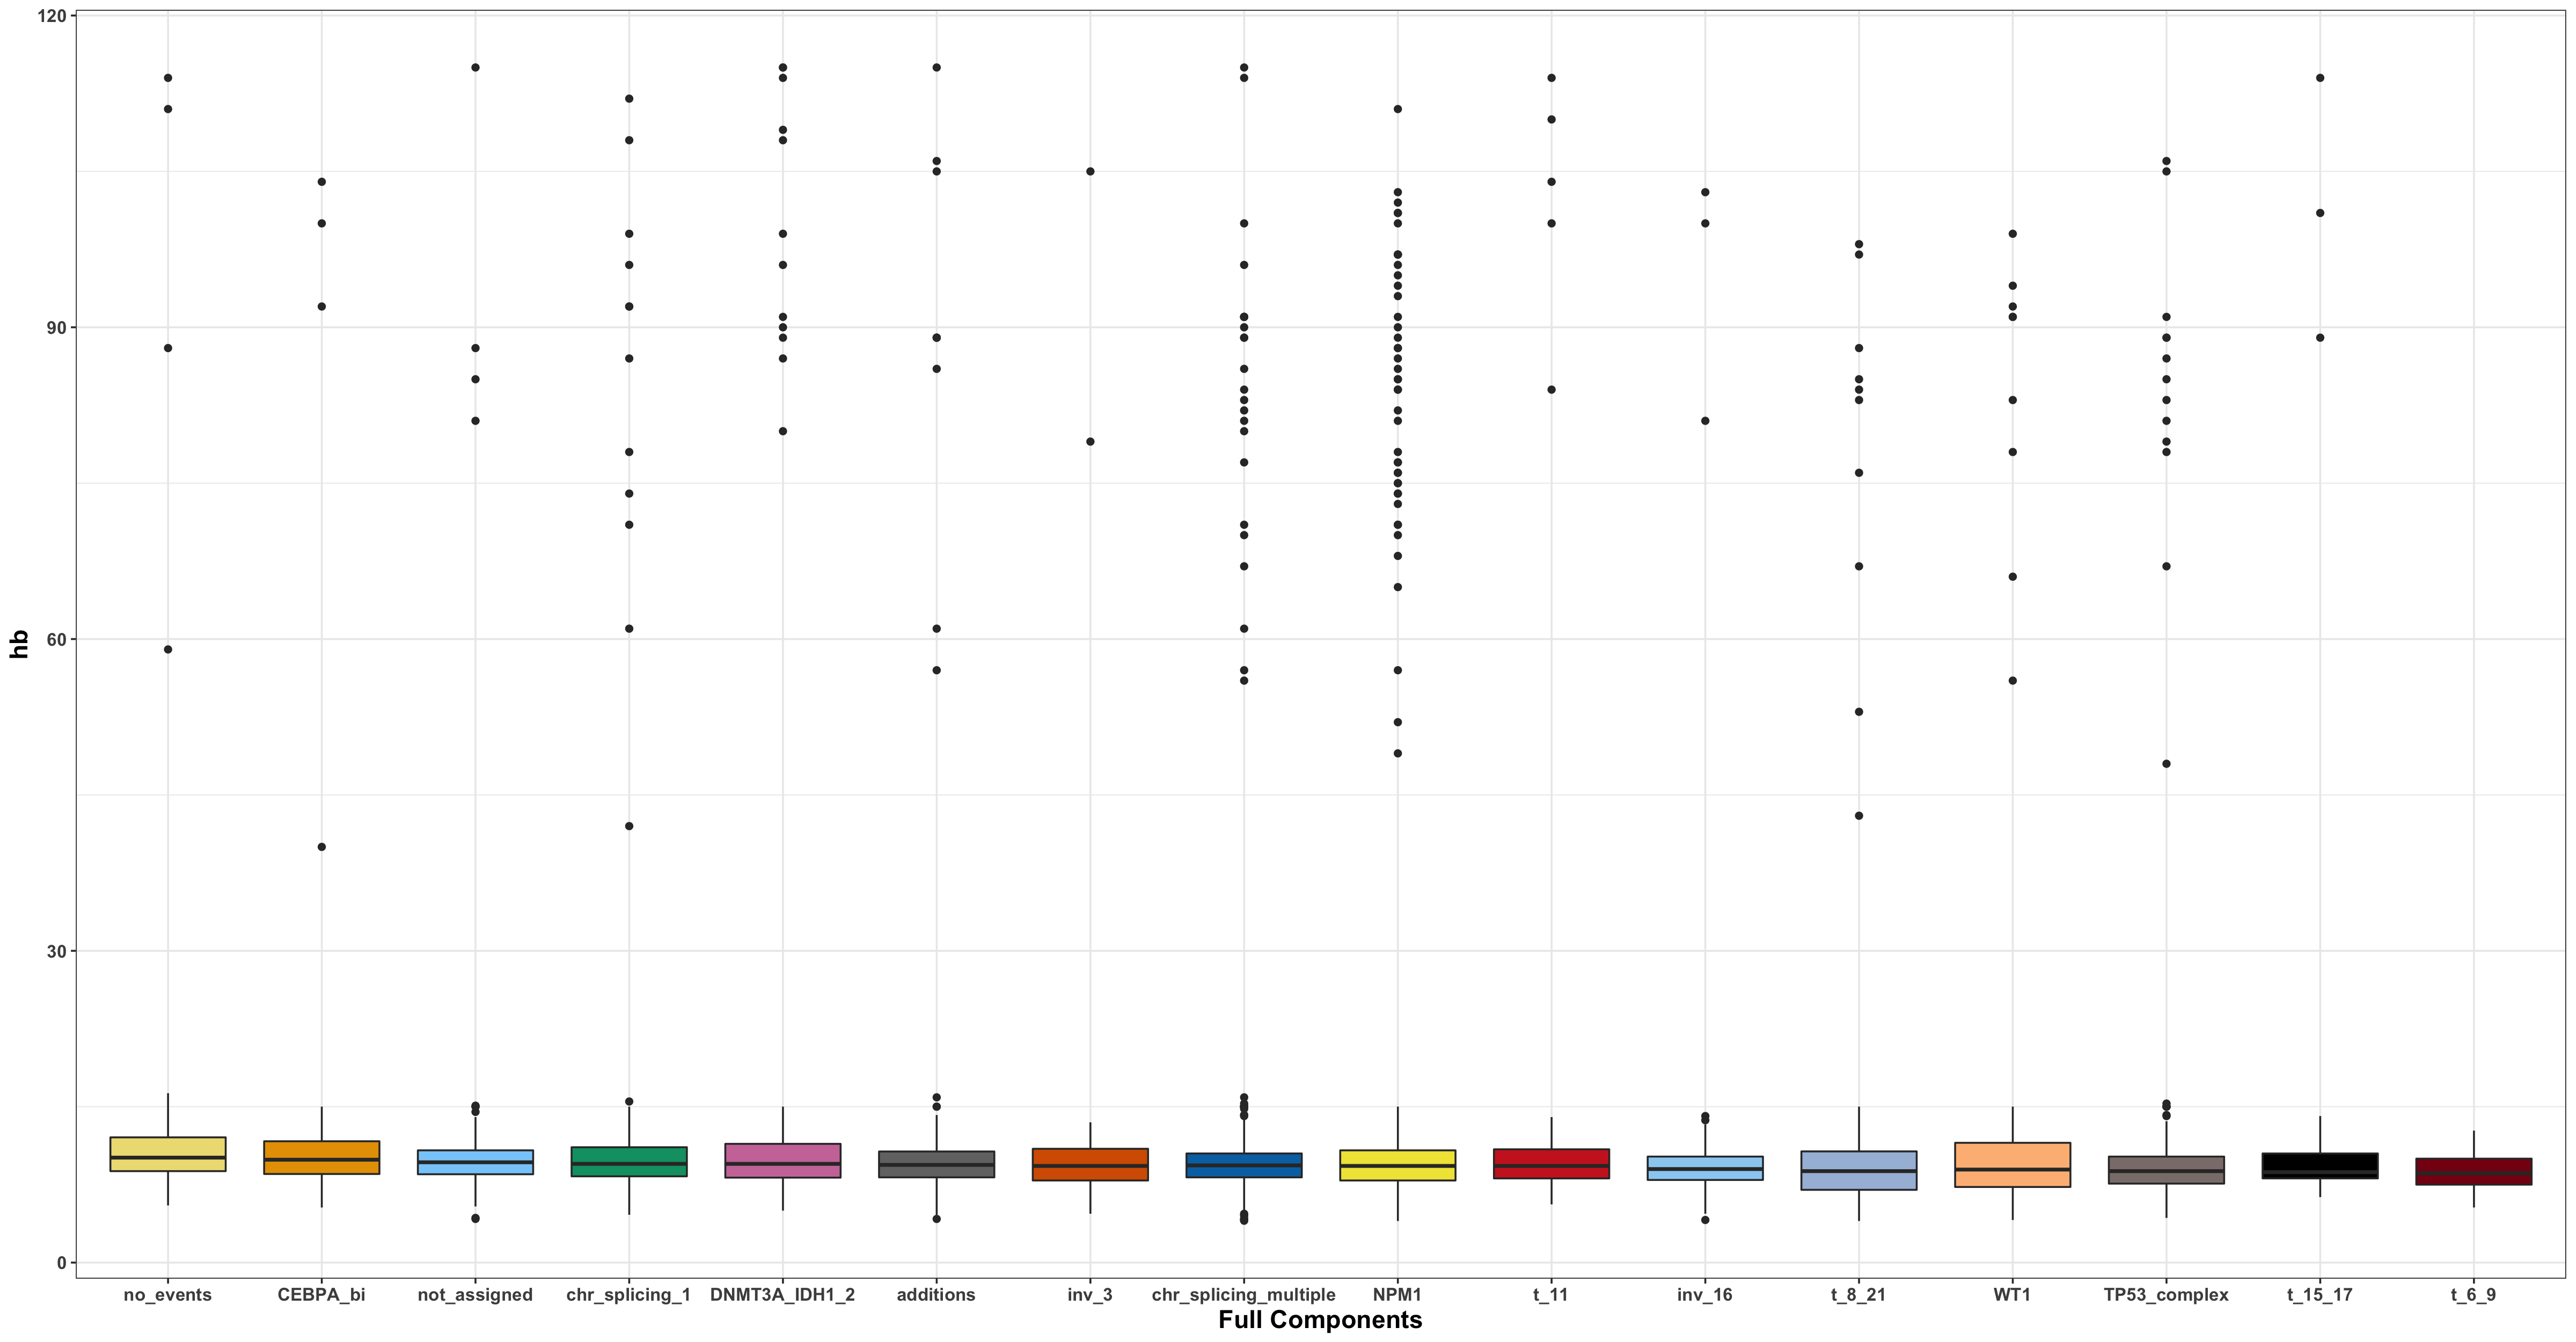 120
90
60
30
0
hb
no_events CEBPA_bi not_assigned chr_splicing_1 DNMT3A_IDH1_2 additions inv_3 chr_splicing_multiple NPM1 t_11 inv_16 t_8_21 WT1 TP53_complex t_15_17 t_6_9
Full Components